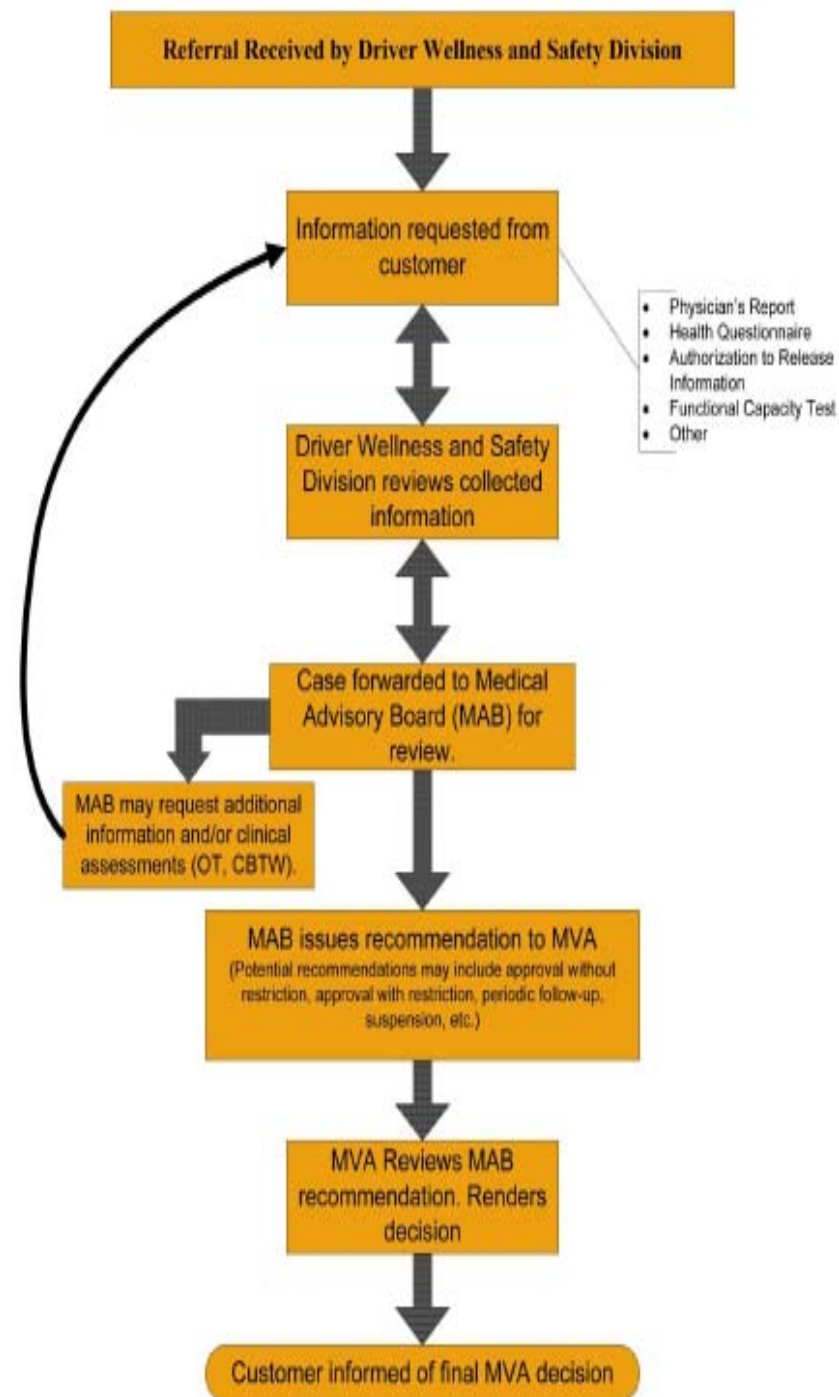 Referral Received by Driver Wellness and Safety Division
Information requested from
customer
• Physician's Report
• Health Questionnaire
• Authorization to Release
Information
• Functional Capacity Test
• Other
Driver Wellness and Safety
Division reviews collected
information
Case forwarded to Medical
Advisory Board (MAB) for
review.
MAB may request additional
information and/or clinical
assessments (OT, CBTW).
MAB issues recommendation to MVA
(Potential recommendations may include approval without
restriction, approval with restriction, periodic follow-up,
suspension, etc.)
MVA Reviews MAB
recommendation. Renders
decision
Customer informed of final MVA decision